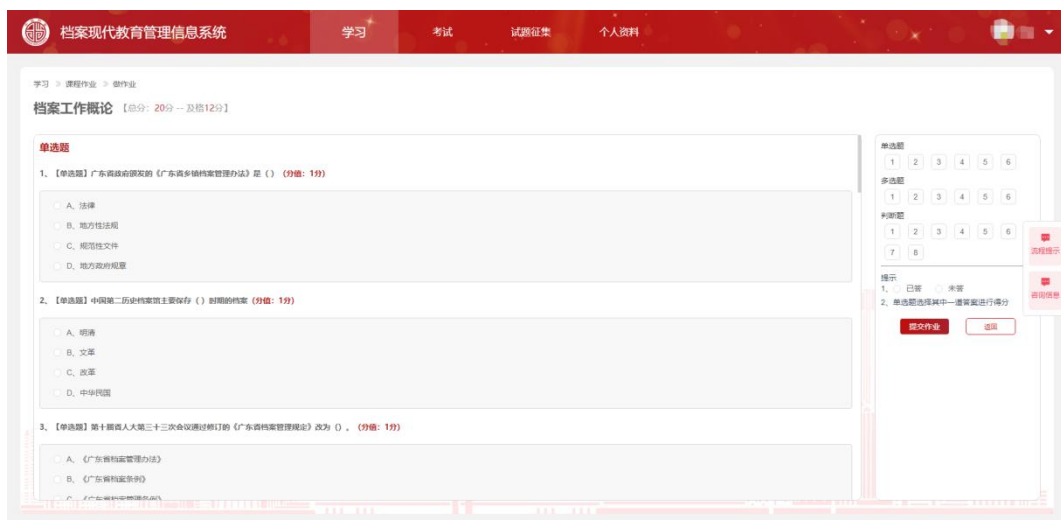 档案现代教育管理信息系统
学习 考试 试题征集 个人资料
学习 》 课程作业 》 做作业
档案工作概论 【总分：20分 -- 及格12分】
单选题
1、【单选题】广东省政府颁发的《广东省乡镇档案管理办法》是（）（分值：1分）
A、法律
B、地方性法规
C、规范性文件
D、地方政府规章
2、【单选题】中国第二历史档案馆主要保存（）时期的档案（分值：1分）
A、明清
B、文革
C、改革
D、中华民国
3、【单选题】第十届省人大第三十三次会议通过修订的《广东省档案管理规定》改为（）。（分值：1分）
A、《广东省档案管理办法》
B、《广东省档案条例》
C、《广东省档案管理条例》
单选题
1 2 3 4 5 6
多选题
1 2 3 4 5 6
判断题
1 2 3 4 5 6
7 8
提示
1、 已答 未答
2、单选题选择其中一道答案进行得分
提交作业 返回
流程提示
咨询信息